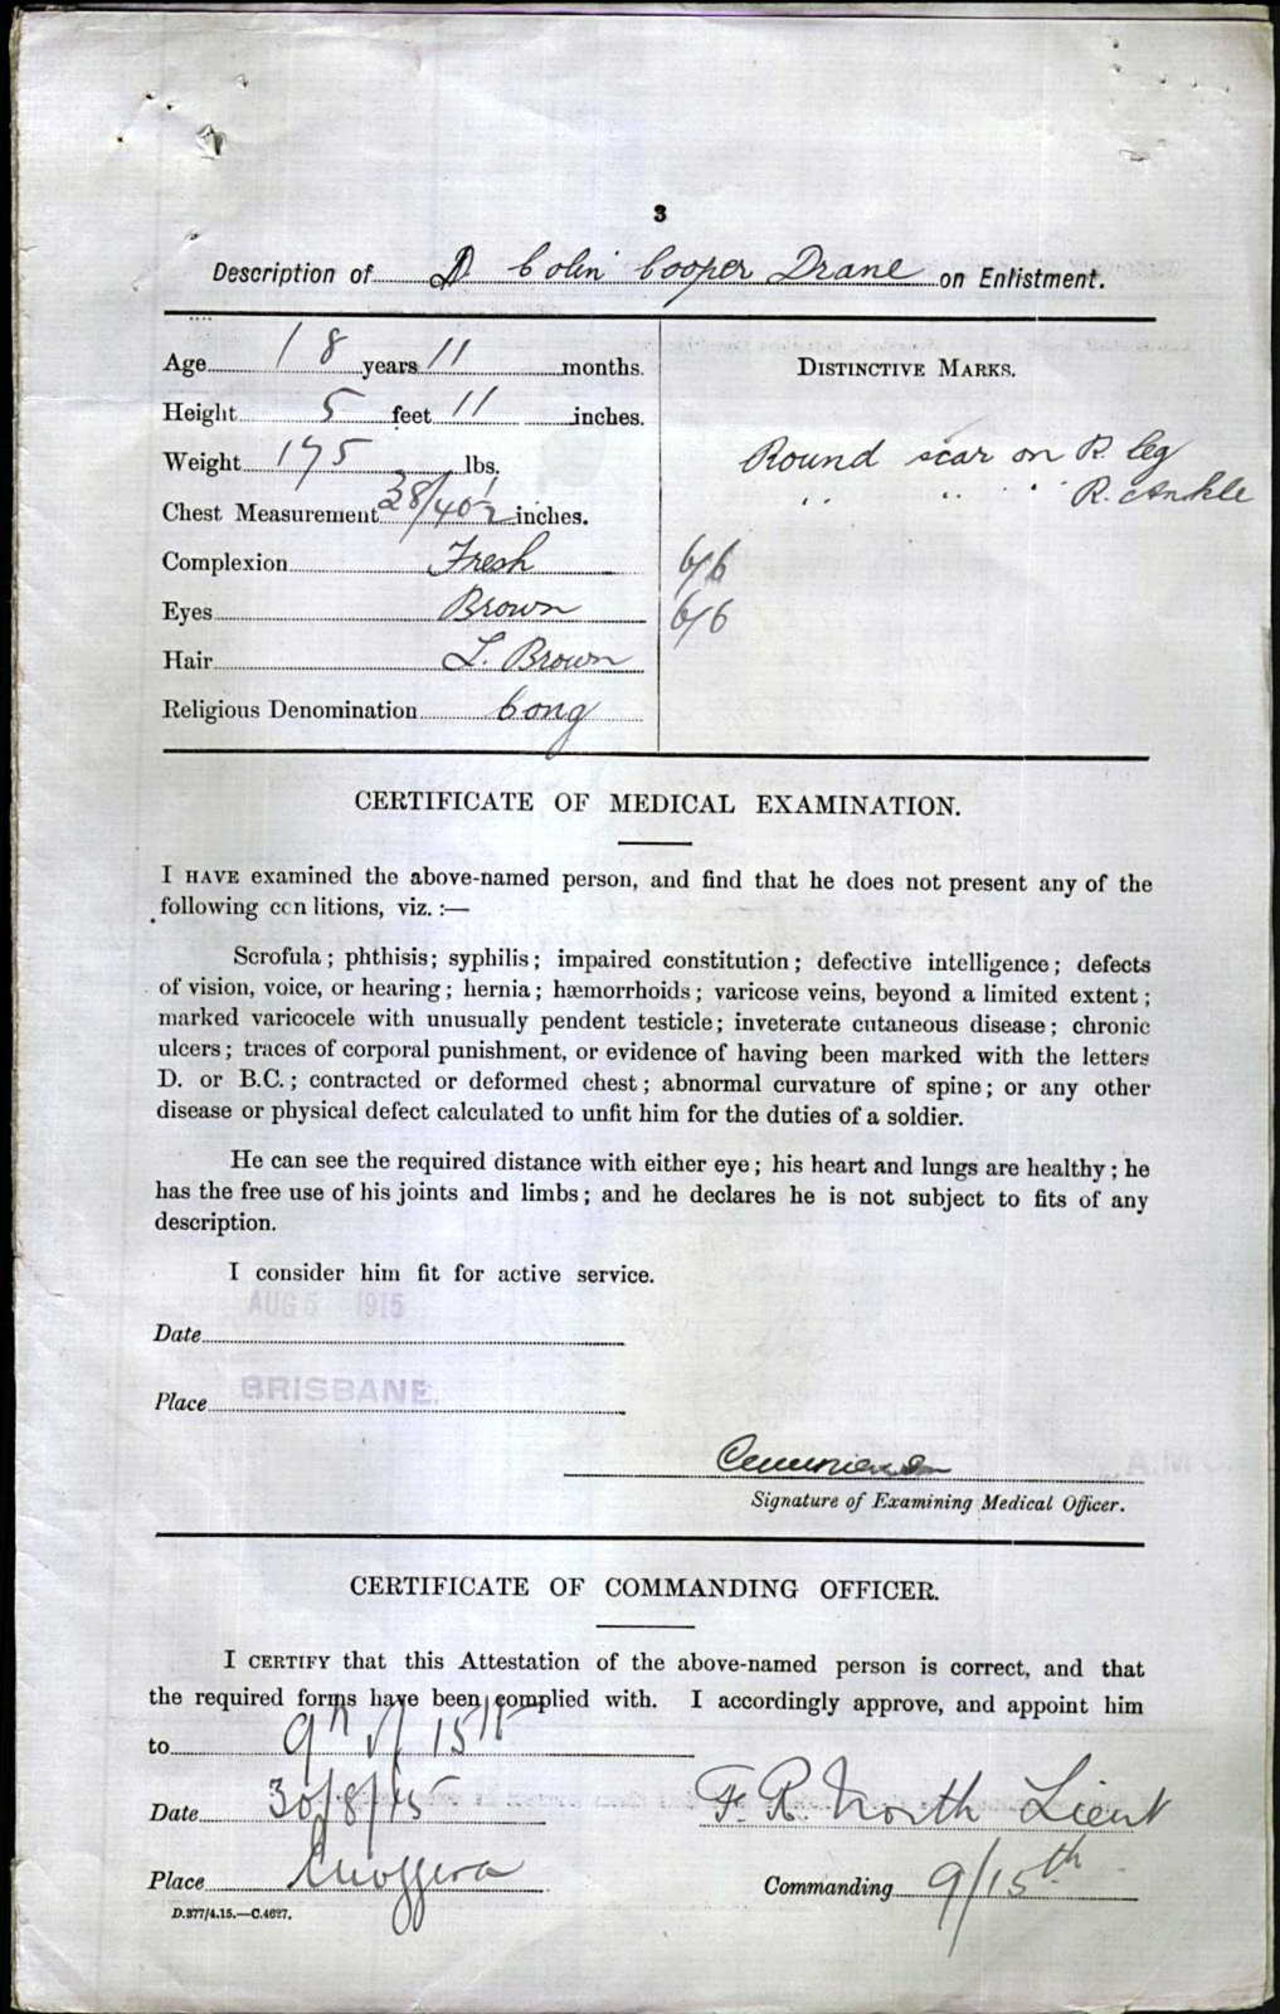 3
Description of D Colin Cooper Drane on Enlistment.
Age 18 years 11 months.
Height 5 feet 11 inches.
Weight 175 lbs.
Chest Measurement 38/40½ inches.
Complexion Fresh
Eyes Brown
Hair L. Brown
Religious Denomination Cong
DISTINCTIVE MARKS.
Round scar on R. leg
" " " R. Ankle
6/6
6/6
CERTIFICATE OF MEDICAL EXAMINATION.
I HAVE examined the above-named person, and find that he does not present any of the
following con litions, viz. :—
Scrofula; phthisis; syphilis; impaired constitution; defective intelligence; defects
of vision, voice, or hearing; hernia; hæmorrhoids; varicose veins, beyond a limited extent;
marked varicocele with unusually pendent testicle; inveterate cutaneous disease; chronic
ulcers; traces of corporal punishment, or evidence of having been marked with the letters
D. or B.C.; contracted or deformed chest; abnormal curvature of spine; or any other
disease or physical defect calculated to unfit him for the duties of a soldier.
He can see the required distance with either eye; his heart and lungs are healthy; he
has the free use of his joints and limbs; and he declares he is not subject to fits of any
description.
I consider him fit for active service.
AUG 5 1915
Date
BRISBANE.
Place
Signature of Examining Medical Officer.
CERTIFICATE OF COMMANDING OFFICER.
I CERTIFY that this Attestation of the above-named person is correct, and that
the required forms have been complied with. I accordingly approve, and appoint him
to 9th / 15th
Date 30/8/15
F. R. North Lieut
Place Enoggera
Commanding 9/15th
D.377/4.15.—C.4627.